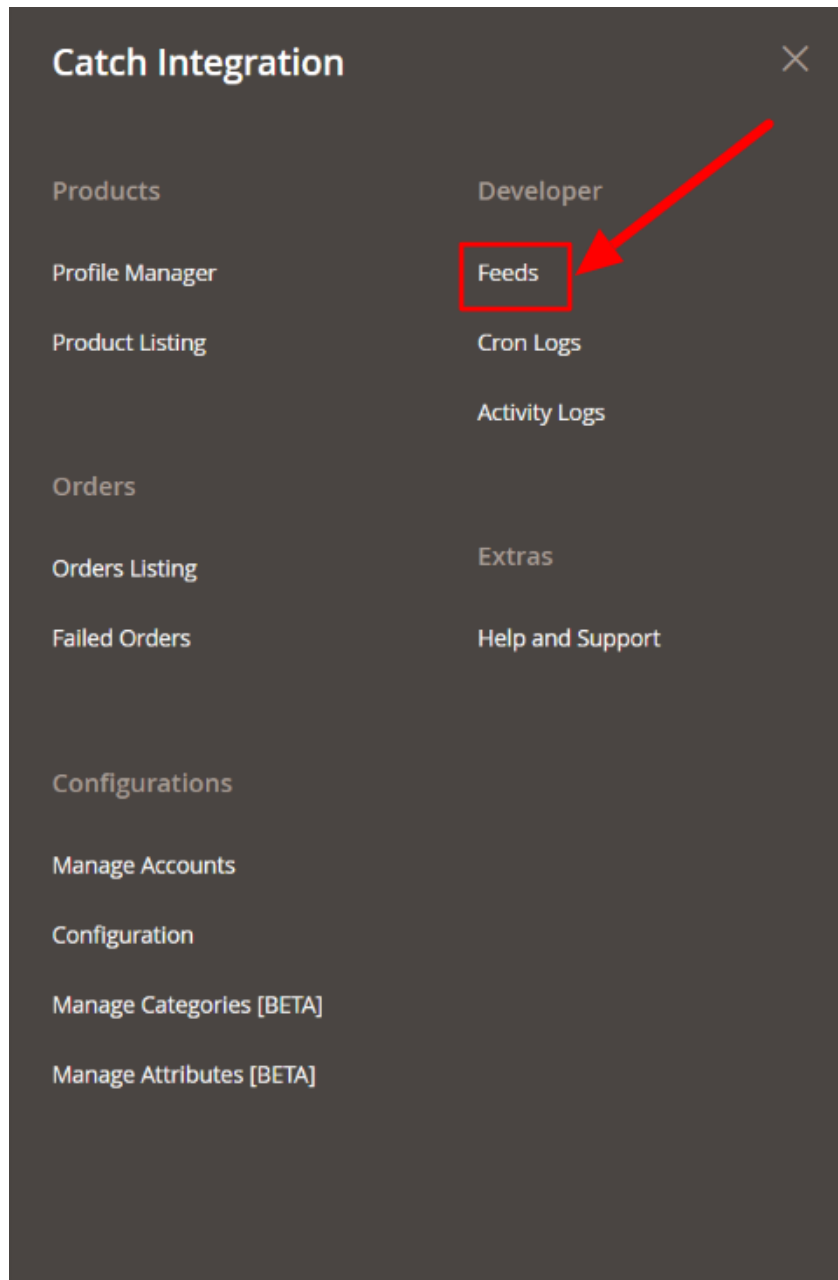 Catch Integration
Products
Profile Manager
Product Listing
Orders
Orders Listing
Failed Orders
Configurations
Manage Accounts
Configuration
Manage Categories [BETA]
Manage Attributes [BETA]
Developer
Feeds
Cron Logs
Activity Logs
Extras
Help and Support